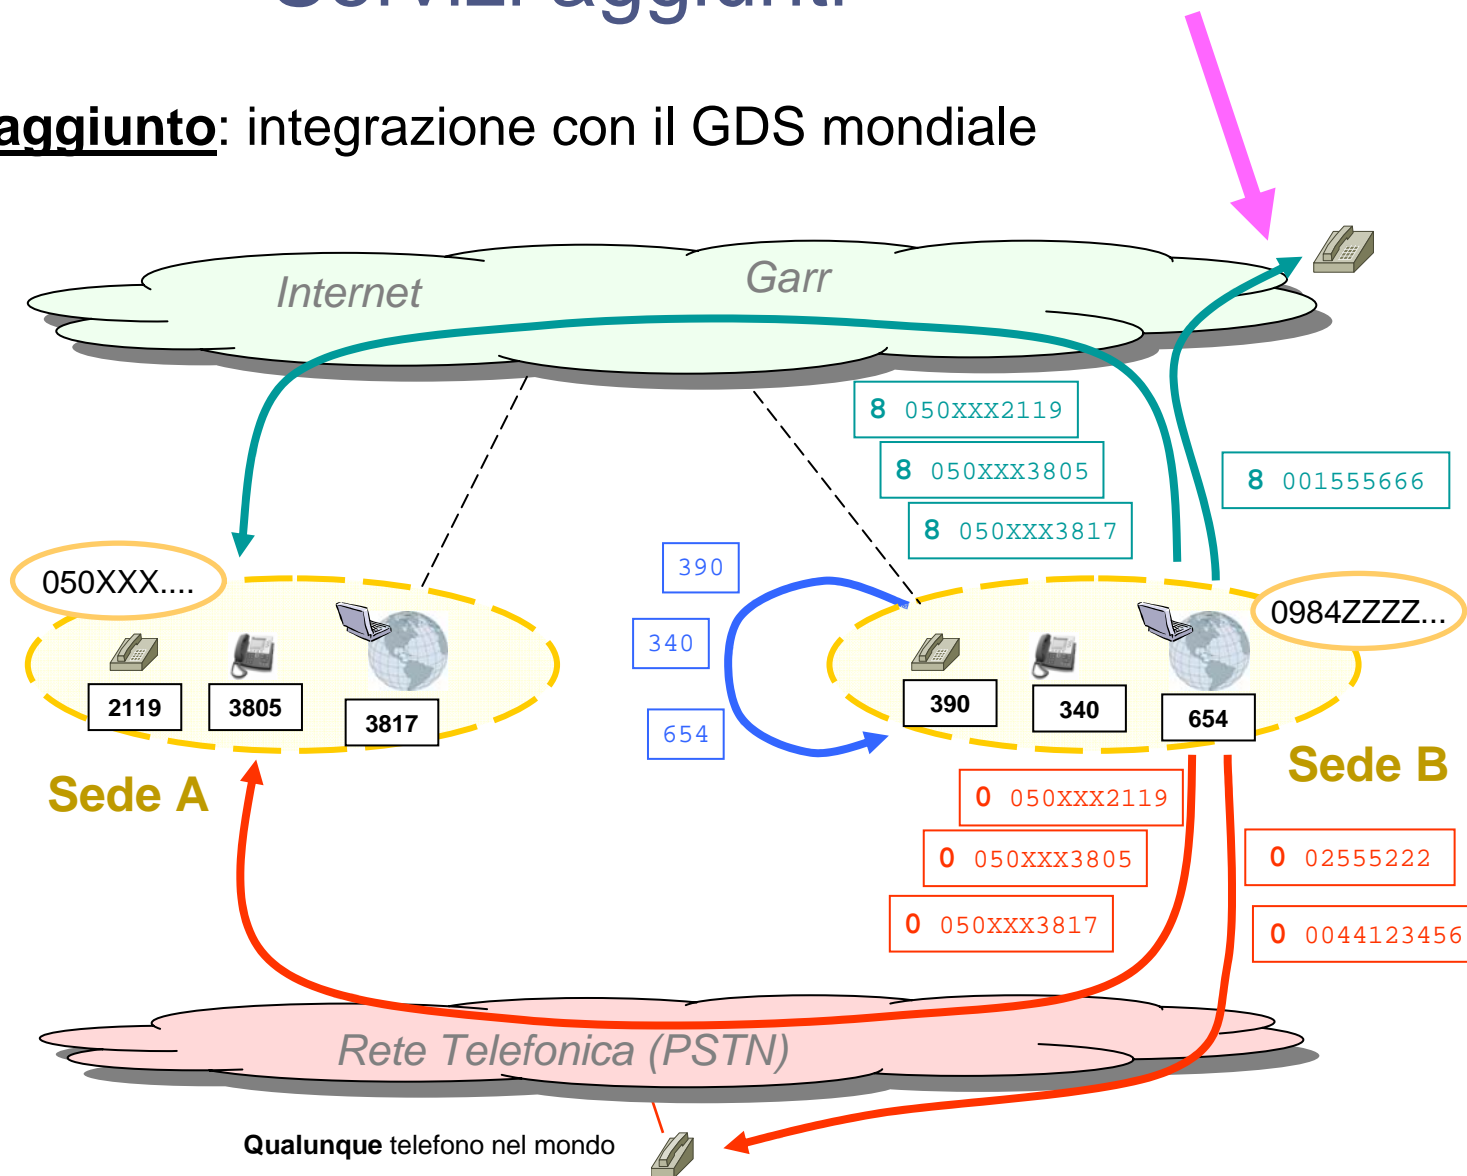 Servizi aggiunti
aggiunto: integrazione con il GDS mondiale
Internet
Garr
8 050XXX2119
8 050XXX3805
8 050XXX3817
8 001555666
050XXX....
390
340
654
0984ZZZZ...
2119
3805
3817
390
340
654
Sede A
Sede B
0 050XXX2119
0 050XXX3805
0 050XXX3817
0 02555222
0 0044123456
Rete Telefonica (PSTN)
Qualunque telefono nel mondo